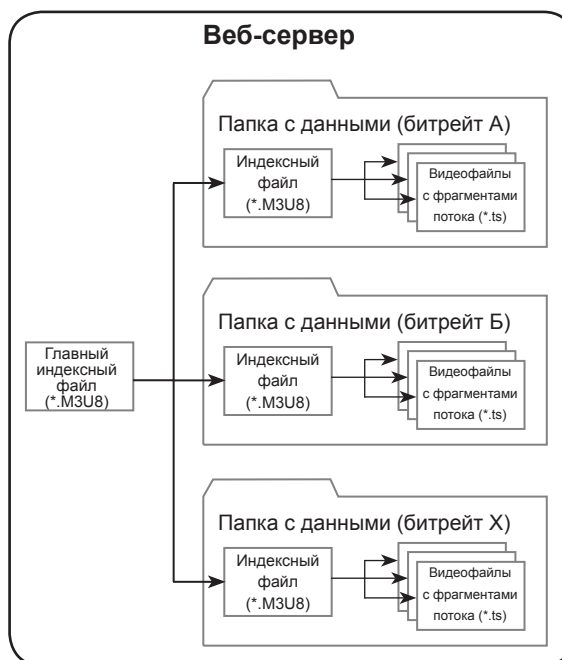 Веб-сервер
Папка с данными (битрейт А)
Индексный
файл
(*.M3U8)
Видеофайлы
с фрагментами
потока (*.ts)
Папка с данными (битрейт Б)
Главный
индексный
файл
(*.M3U8)
Индексный
файл
(*.M3U8)
Видеофайлы
с фрагментами
потока (*.ts)
Папка с данными (битрейт Х)
Индексный
файл
(*.M3U8)
Видеофайлы
с фрагментами
потока (*.ts)